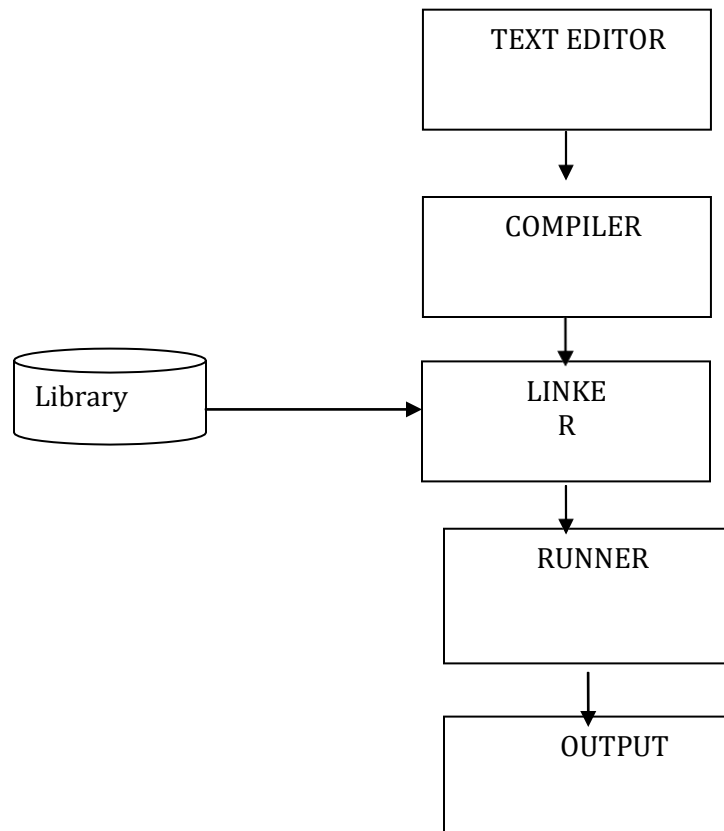 TEXT EDITOR
COMPILER
Library
LINKE
R
RUNNER
OUTPUT